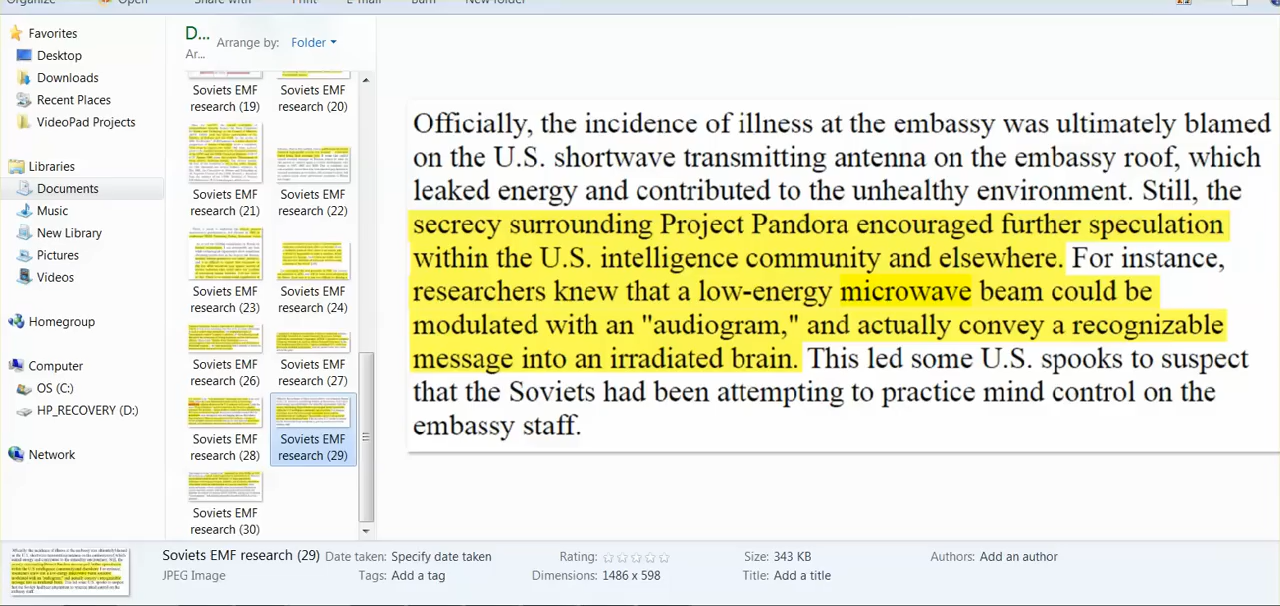 Organize
Open
Share with
Print
E-mail
Burn
New folder
Favorites
Desktop
Downloads
Recent Places
VideoPad Projects
Libraries
Documents
Music
New Library
Pictures
Videos
Homegroup
Computer
OS (C:)
HP_RECOVERY (D:)
Network
D...
Ar...
Arrange by: Folder
Soviets EMF research (19)
Soviets EMF research (20)
Soviets EMF research (21)
Soviets EMF research (22)
Soviets EMF research (23)
Soviets EMF research (24)
Soviets EMF research (26)
Soviets EMF research (27)
Soviets EMF research (28)
Soviets EMF research (29)
Soviets EMF research (30)
Officially, the incidence of illness at the embassy was ultimately blamed
on the U.S. shortwave transmitting antenna on the embassy roof, which
leaked energy and contributed to the unhealthy environment. Still, the
secrecy surrounding Project Pandora encouraged further speculation
within the U.S. intelligence community and elsewhere. For instance,
researchers knew that a low-energy microwave beam could be
modulated with an "audiogram," and actually convey a recognizable
message into an irradiated brain. This led some U.S. spooks to suspect
that the Soviets had been attempting to practice mind control on the
embassy staff.
Soviets EMF research (29) Date taken: Specify date taken Rating: Size: 343 KB Authors: Add an author
JPEG Image Tags: Add a tag Dimensions: 1486 x 598 Title: Add a title